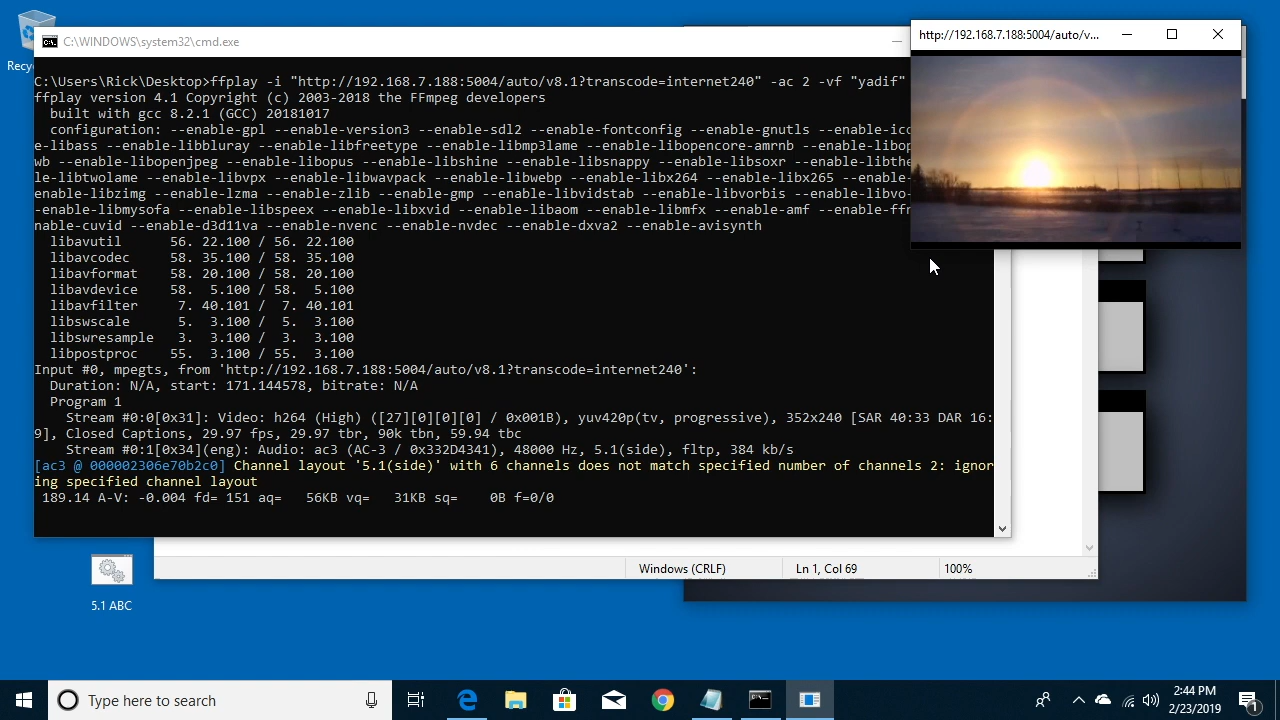 Recy
C:\WINDOWS\system32\cmd.exe
http://192.168.7.188:5004/auto/v...
C:\Users\Rick\Desktop>ffplay -i "http://192.168.7.188:5004/auto/v8.1?transcode=internet240" -ac 2 -vf "yadif"
ffplay version 4.1 Copyright (c) 2003-2018 the FFmpeg developers
built with gcc 8.2.1 (GCC) 20181017
configuration: --enable-gpl --enable-version3 --enable-sdl2 --enable-fontconfig --enable-gnutls --enable-ico
e-libass --enable-libbluray --enable-libfreetype --enable-libmp3lame --enable-libopencore-amrnb --enable-libop
wb --enable-libopenjpeg --enable-libopus --enable-libshine --enable-libsnappy --enable-libsoxr --enable-libthe
le-libtwolame --enable-libvpx --enable-libwavpack --enable-libwebp --enable-libx264 --enable-libx265 --enable-
enable-libzimg --enable-lzma --enable-zlib --enable-gmp --enable-libvidstab --enable-libvorbis --enable-libvo-
-enable-libmysofa --enable-libspeex --enable-libxvid --enable-libaom --enable-libmfx --enable-amf --enable-ffn
nable-cuvid --enable-d3d11va --enable-nvenc --enable-nvdec --enable-dxva2 --enable-avisynth
libavutil 56. 22.100 / 56. 22.100
libavcodec 58. 35.100 / 58. 35.100
libavformat 58. 20.100 / 58. 20.100
libavdevice 58. 5.100 / 58. 5.100
libavfilter 7. 40.101 / 7. 40.101
libswscale 5. 3.100 / 5. 3.100
libswresample 3. 3.100 / 3. 3.100
libpostproc 55. 3.100 / 55. 3.100
Input #0, mpegts, from 'http://192.168.7.188:5004/auto/v8.1?transcode=internet240':
Duration: N/A, start: 171.144578, bitrate: N/A
Program 1
Stream #0:0[0x31]: Video: h264 (High) ([27][0][0][0] / 0x001B), yuv420p(tv, progressive), 352x240 [SAR 40:33 DAR 16:
9], Closed Captions, 29.97 fps, 29.97 tbr, 90k tbn, 59.94 tbc
Stream #0:1[0x34](eng): Audio: ac3 (AC-3 / 0x332D4341), 48000 Hz, 5.1(side), fltp, 384 kb/s
[ac3 @ 000002306e70b2c0] Channel layout '5.1(side)' with 6 channels does not match specified number of channels 2: ignor
ing specified channel layout
189.14 A-V: -0.004 fd= 151 aq= 56KB vq= 31KB sq= 0B f=0/0
Windows (CRLF)
Ln 1, Col 69
100%
5.1 ABC
Type here to search
2:44 PM
2/23/2019
1